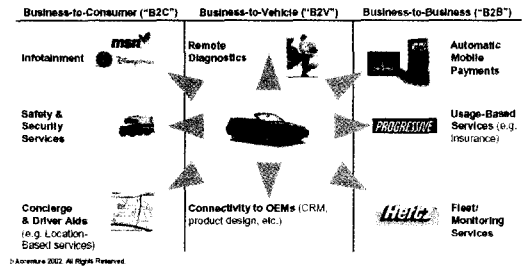 Business-to-Consumer ("B2C")
Business-to-Vehicle ("B2V")
Business-to-Business ("B2B")
Infotainment
msn
Remote
Diagnostics
Automatic
Mobile
Payments
Safety &
Security
Services
PROGRESSIVE
Usage-Based
Services (e.g.
Insurance)
Concierge
& Driver Aids
(e.g. Location-
Based services)
Connectivity to OEMs (CRM,
product design, etc.)
Hertz
Fleet/
Monitoring
Services
Accenture 2002. All Rights Reserved